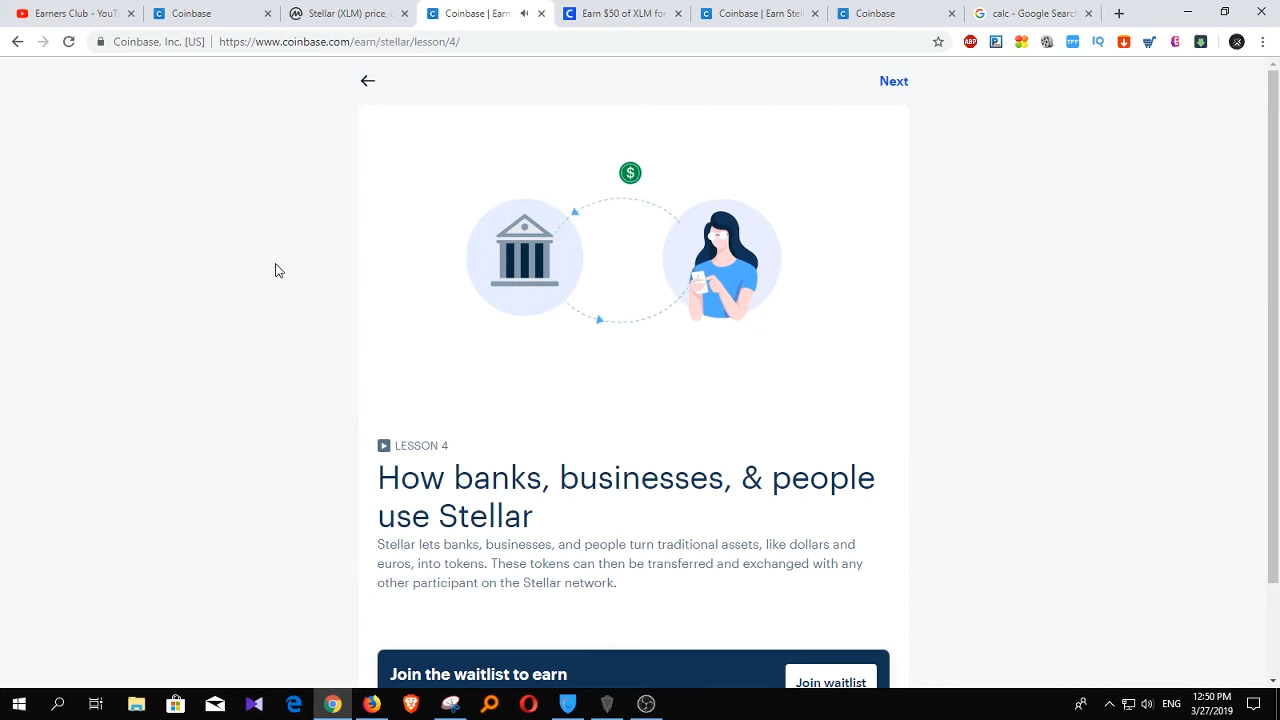 Earners Club - YouT
Coinbase
Stellar (XLM) price, c
Coinbase | Earn
Earn $50 of XLM for
Coinbase | Earn Stell
Coinbase
calc - Google Search
Coinbase, Inc. [US]
https://www.coinbase.com/earn/stellar/lesson/4/
ABP
TFF
IQ
Next
$
LESSON 4
How banks, businesses, & people
use Stellar
Stellar lets banks, businesses, and people turn traditional assets, like dollars and
euros, into tokens. These tokens can then be transferred and exchanged with any
other participant on the Stellar network.
Join the waitlist to earn
Join waitlist
ENG
12:50 PM
3/27/2019